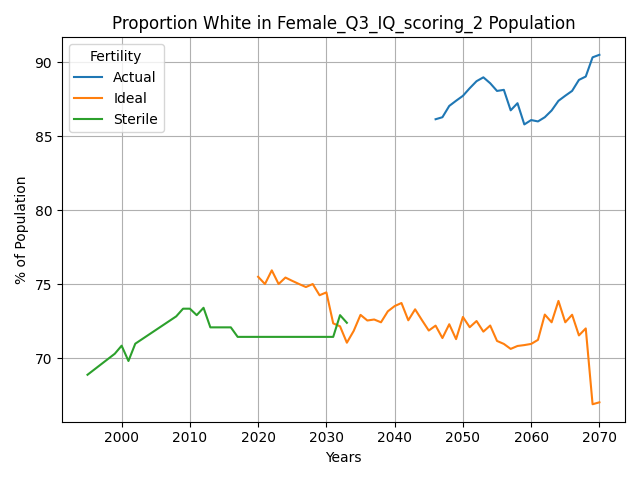 Proportion White in Female_Q3_IQ_scoring_2 Population
Fertility
Actual
Ideal
Sterile
% of Population
90
85
80
75
70
2000 2010 2020 2030 2040 2050 2060 2070
Years